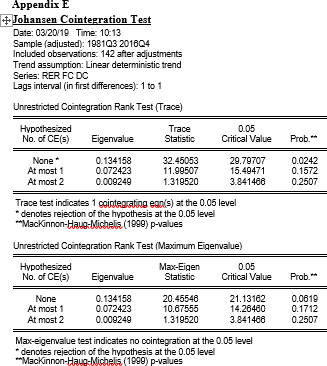 Appendix E
Johansen Cointegration Test
Date: 03/20/19 Time: 10:13
Sample (adjusted): 1981Q3 2016Q4
Included observations: 142 after adjustments
Trend assumption: Linear deterministic trend
Series: RER FC DC
Lags interval (in first differences): 1 to 1
Unrestricted Cointegration Rank Test (Trace)
Hypothesized Trace 0.05
No. of CE(s) Eigenvalue Statistic Critical Value Prob.**
None * 0.134158 32.45053 29.79707 0.0242
At most 1 0.072423 11.99507 15.49471 0.1572
At most 2 0.009249 1.319520 3.841466 0.2507
Trace test indicates 1 cointegrating eqn(s) at the 0.05 level
* denotes rejection of the hypothesis at the 0.05 level
**MacKinnon-Haug-Michelis (1999) p-values
Unrestricted Cointegration Rank Test (Maximum Eigenvalue)
Hypothesized Max-Eigen 0.05
No. of CE(s) Eigenvalue Statistic Critical Value Prob.**
None 0.134158 20.45546 21.13162 0.0619
At most 1 0.072423 10.67555 14.26460 0.1712
At most 2 0.009249 1.319520 3.841466 0.2507
Max-eigenvalue test indicates no cointegration at the 0.05 level
* denotes rejection of the hypothesis at the 0.05 level
**MacKinnon-Haug-Michelis (1999) p-values